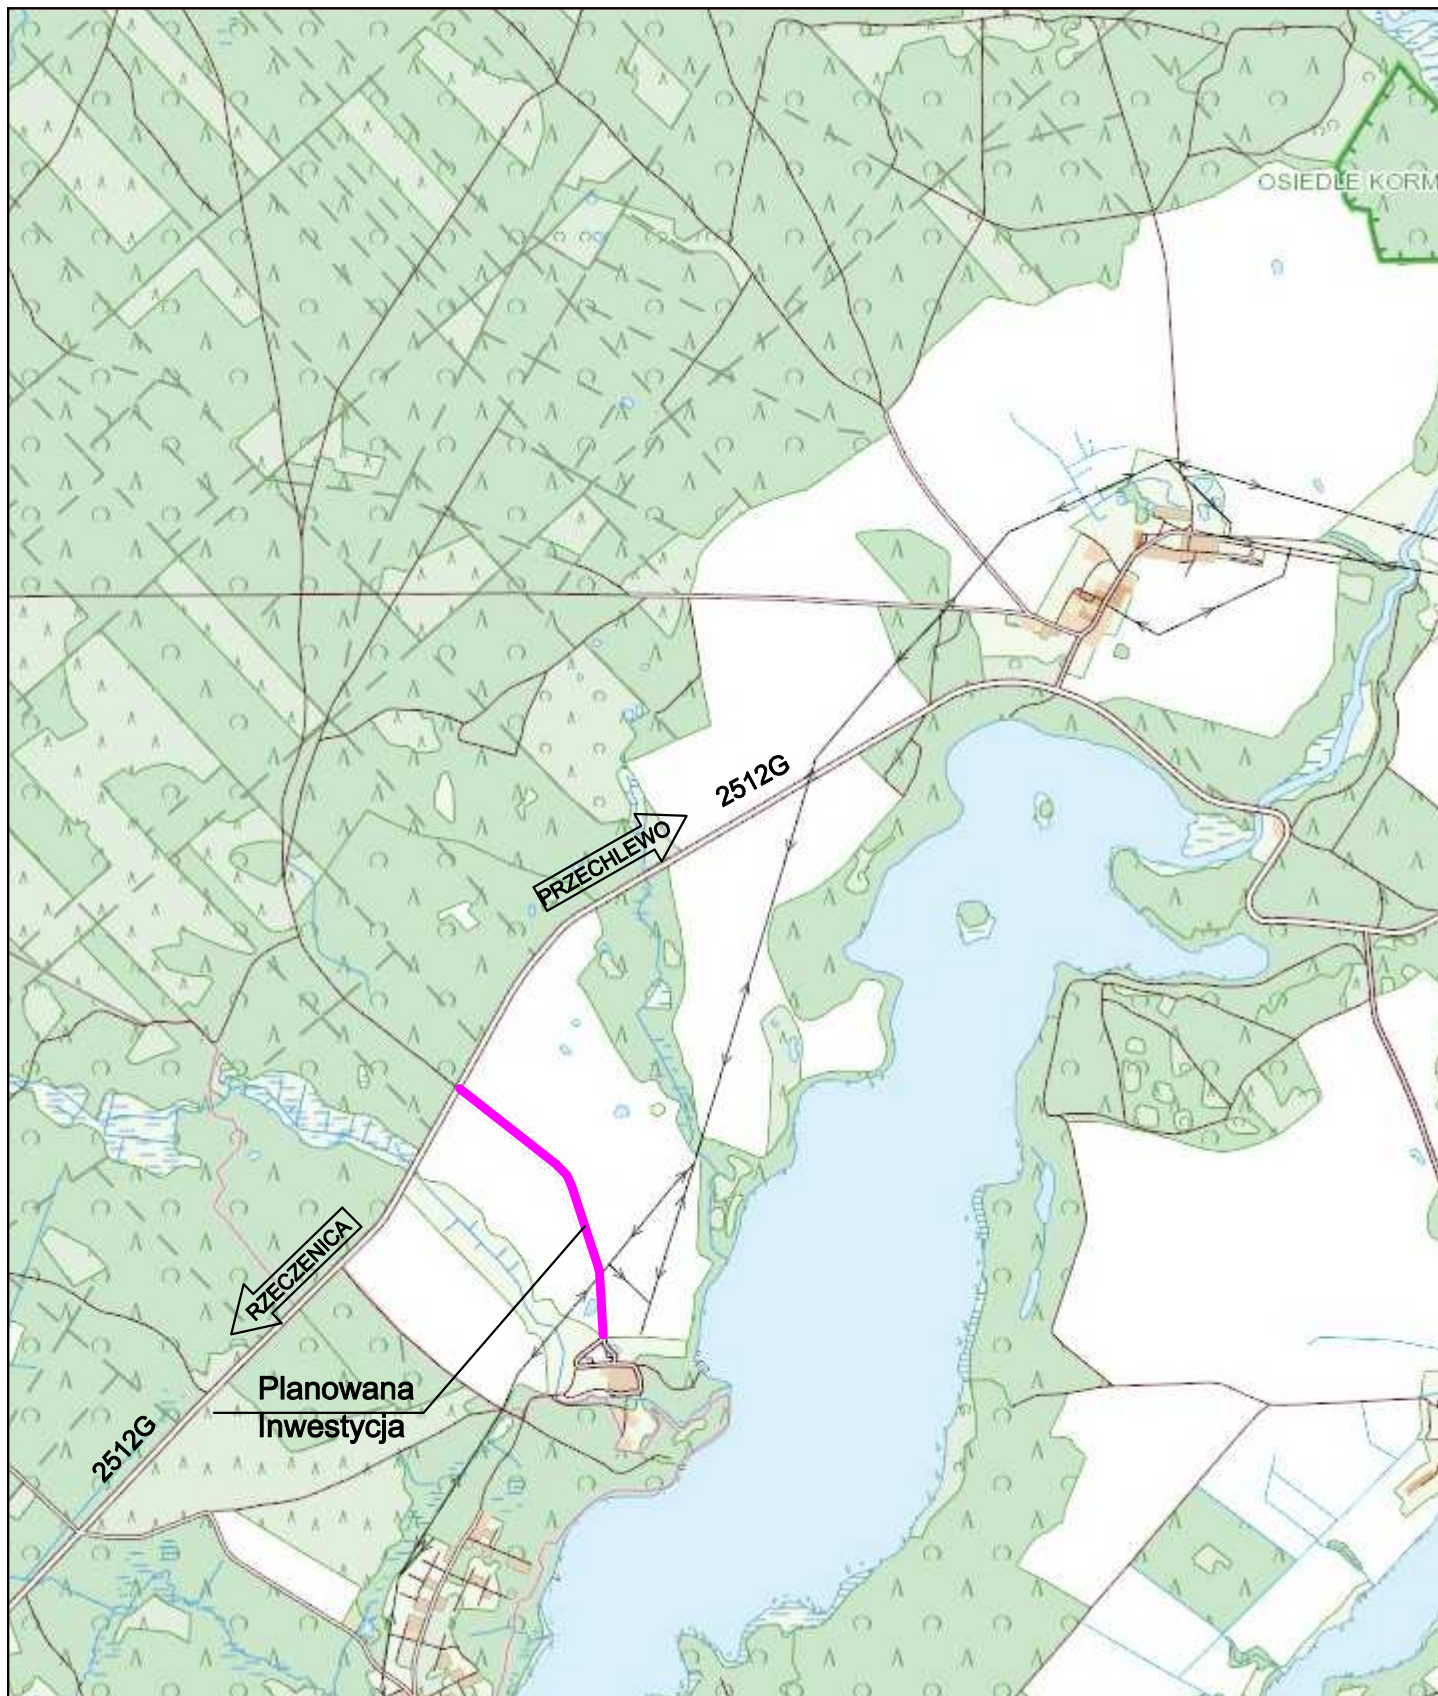 OSIEDLE KORM
2512G
PRZECHLEWO
RZECZENICA
Planowana
Inwestycja
2512G